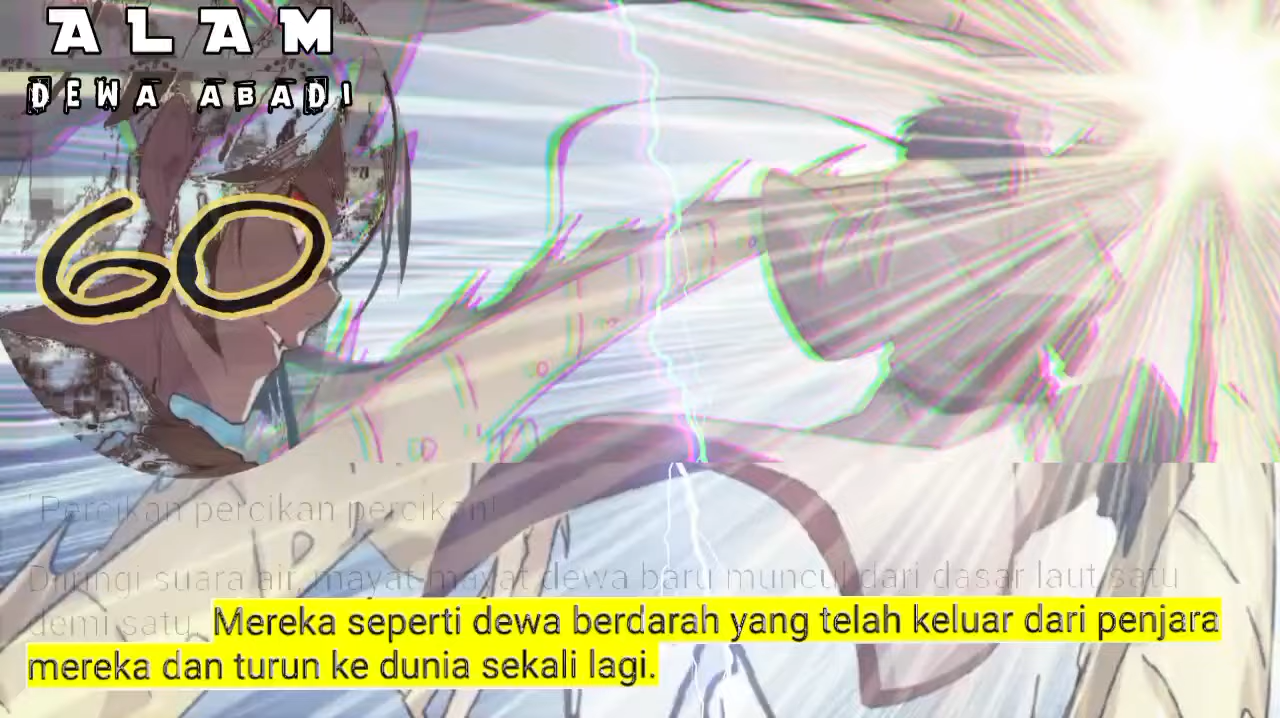 ALAM
DEWA ABADI
60
"Percikan percikan percikan!
Diiringi suara air, mayat-mayat dewa baru muncul dari dasar laut satu
demi satu. Mereka seperti dewa berdarah yang telah keluar dari penjara
mereka dan turun ke dunia sekali lagi.